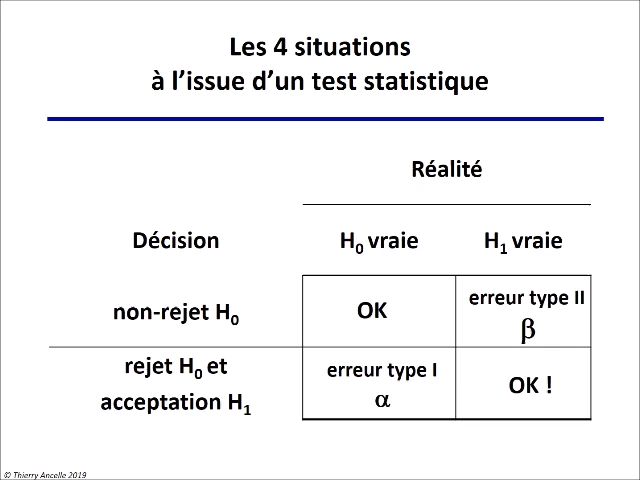 Les 4 situations
à l’issue d’un test statistique
Réalité
Décision H₀ vraie H₁ vraie
non-rejet H₀ OK erreur type II
β
rejet H₀ et erreur type I OK !
acceptation H₁ α
© Thierry Ancelle 2019